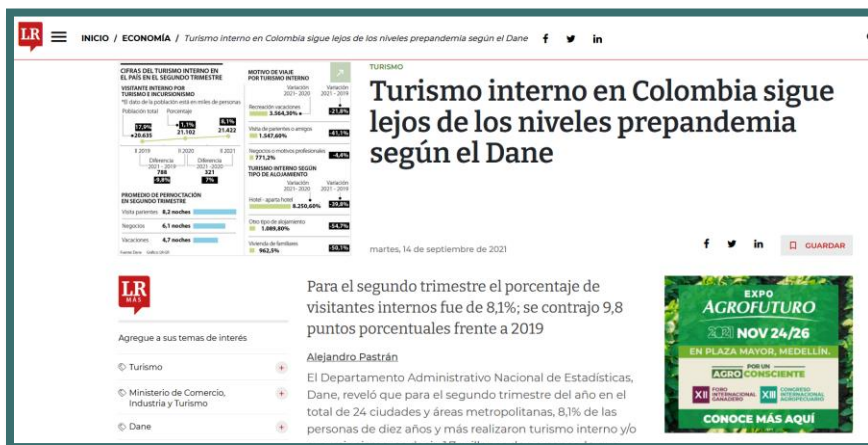 LR
INICIO / ECONOMÍA / Turismo interno en Colombia sigue lejos de los niveles prepandemia según el Dane
CIFRAS DEL TURISMO INTERNO EN
EL PAÍS EN EL SEGUNDO TRIMESTRE
VISITANTE INTERNO POR
TURISMO E INCURSIONISMO
*El dato de la población está en miles de personas
Población total Porcentaje
17,9% 1,1% 8,1%
20.635 21.102 21.422
II 2019 II 2020 II 2021
Diferencia Diferencia
2021 - 2019 2021 - 2020
788 321
-9,8% 7%
PROMEDIO DE PERNOCTACIÓN
EN SEGUNDO TRIMESTRE
Visita parientes 8,2 noches
Negocios 6,1 noches
Vacaciones 4,7 noches
MOTIVO DE VIAJE
POR TURISMO INTERNO
Variación Variación
2021- 2020 2021 - 2019
Recreación vacaciones
3.564,30% -21,8%
Visita de parientes o amigos
1.547,60% -41,1%
Negocios o motivos profesionales
771,2% -4,4%
TURISMO INTERNO SEGÚN
TIPO DE ALOJAMIENTO
Variación Variación
2021- 2020 2021 - 2019
Hotel - aparta hotel
8.250,60% -39,8%
Otro tipo de alojamiento
1.089,80% -54,7%
Vivienda de familiares
962,5% -50,1%
TURISMO
Turismo interno en Colombia sigue
lejos de los niveles prepandemia
según el Dane
martes, 14 de septiembre de 2021
GUARDAR
LR
MÁS
Agregue a sus temas de interés
Turismo
Ministerio de Comercio,
Industria y Turismo
Dane
Para el segundo trimestre el porcentaje de
visitantes internos fue de 8,1%; se contrajo 9,8
puntos porcentuales frente a 2019
Alejandro Pastrán
El Departamento Administrativo Nacional de Estadísticas,
Dane, reveló que para el segundo trimestre del año en el
total de 24 ciudades y áreas metropolitanas, 8,1% de las
personas de diez años y más realizaron turismo interno y/o
EXPO
AGROFUTURO
2021 NOV 24/26
EN PLAZA MAYOR, MEDELLÍN.
POR UN
AGRO CONSCIENTE
XII FORO INTERNACIONAL GANADERO
XIII CONGRESO INTERNACIONAL AGROPECUARIO
CONOCE MÁS AQUÍ